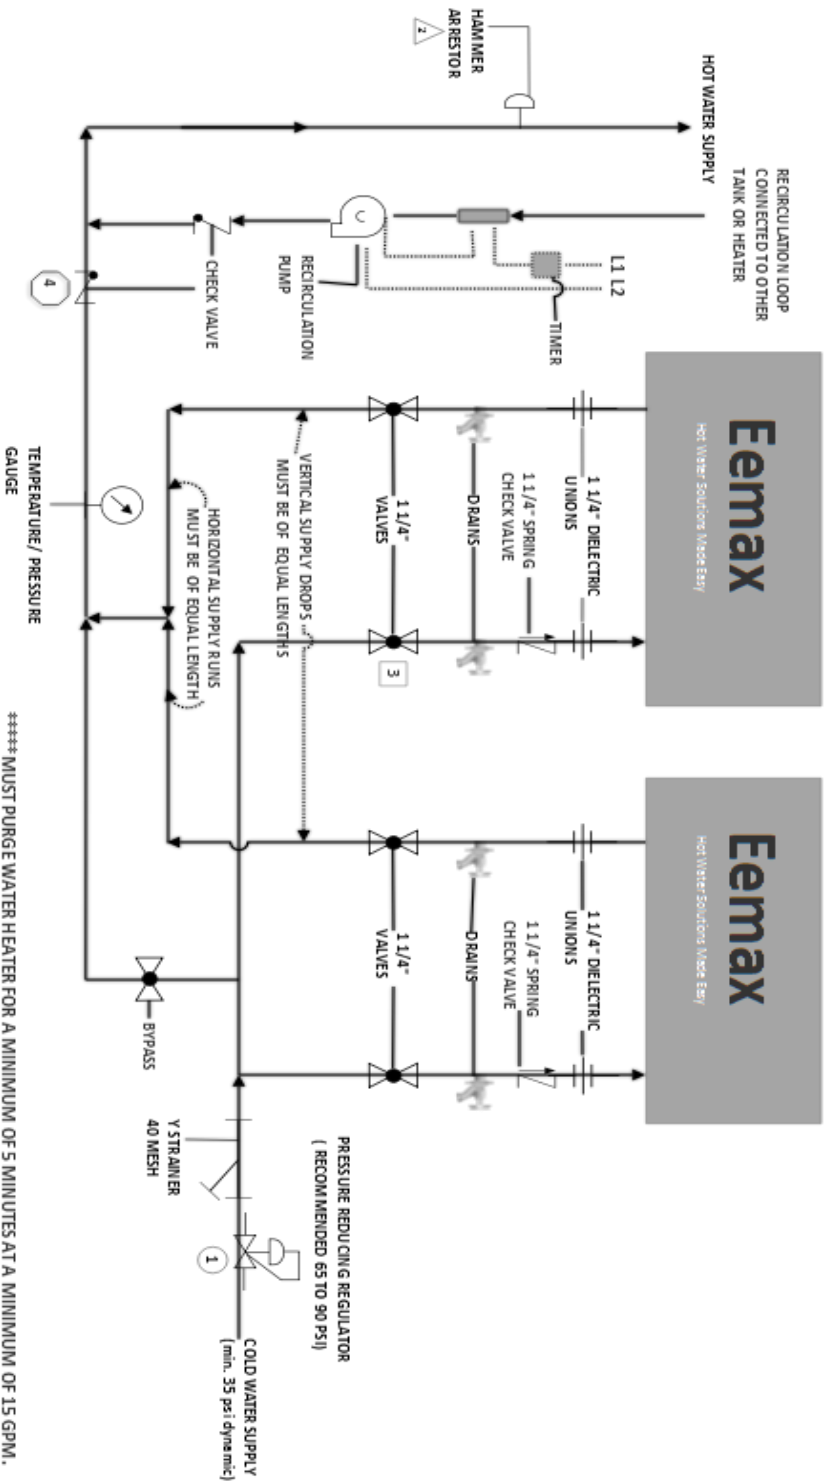 Eemax
Hot Water Solutions Made Easy
Eemax
Hot Water Solutions Made Easy
RECIRCULATION LOOP
CONNECTED TO OTHER
TANK OR HEATER
HOT WATER SUPPLY
HAMMER
ARRESTOR
2
L1 L2
TIMER
RECIRCULATION
PUMP
C
CHECK VALVE
4
1 1/4" DIELECTRIC
UNIONS
1 1/4" SPRING
CHECK VALVE
DRAINS
1 1/4"
VALVES
3
VERTICAL SUPPLY DROPS
MUST BE OF EQUAL LENGTHS
HORIZONTAL SUPPLY RUNS
MUST BE OF EQUAL LENGTH
TEMPERATURE/ PRESSURE
GAUGE
1 1/4" DIELECTRIC
UNIONS
1 1/4" SPRING
CHECK VALVE
DRAINS
1 1/4"
VALVES
BYPASS
Y STRAINER
40 MESH
PRESSURE REDUCING REGULATOR
( RECOMMENDED 65 TO 90 PSI)
1
COLD WATER SUPPLY
(min. 35 psi dynamic)
***** MUST PURGE WATER HEATER FOR A MINIMUM OF 5 MINUTES AT A MINIMUM OF 15 GPM.